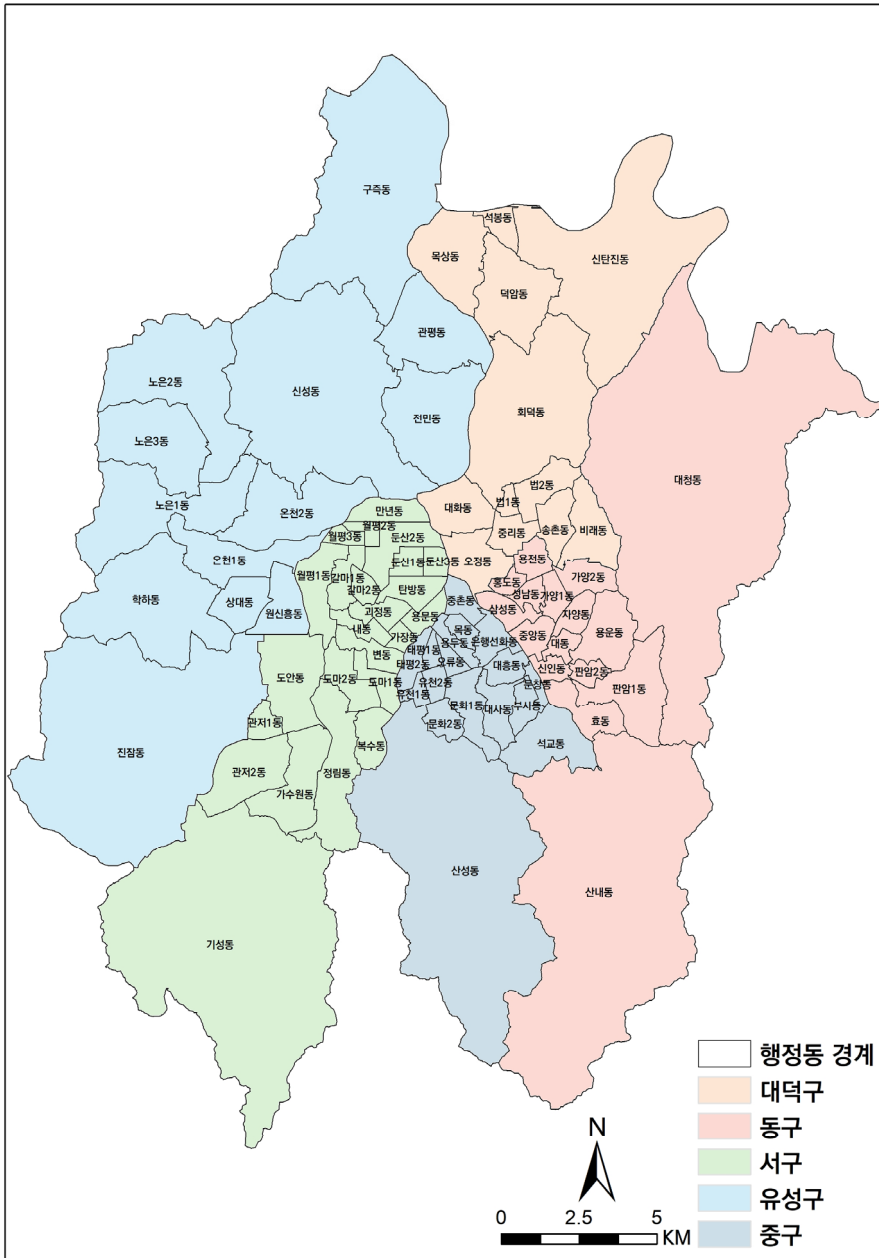 구즉동
석봉동
목상동
신탄진동
덕암동
관평동
노은2동
신성동
회덕동
전민동
노은3동
대청동
법2동
노은1동
온천2동
대화동
법1동
만년동
월평2동
송촌동
비래동
월평3동
둔산2동
중리동
용전동
온천1동
둔산1동
둔산3동
오정동
월평1동
갈마1동
홍도동
가양2동
학하동
갈마2동
탄방동
성남동
가양1동
상대동
중촌동
삼성동
원신흥동
괴정동
용문동
자양동
내동
가장동
목동
중앙동
용운동
용두동
은행선화동
대동
변동
태평1동
태평2동
오류동
대흥동
신인동
판암2동
도안동
도마2동
도마1동
유천2동
문창동
판암1동
유천1동
문화1동
대사동
부사동
관저1동
문화2동
효동
진잠동
복수동
석교동
관저2동
정림동
가수원동
산성동
산내동
기성동
행정동 경계
대덕구
동구
서구
유성구
중구
N
0 2.5 5
KM